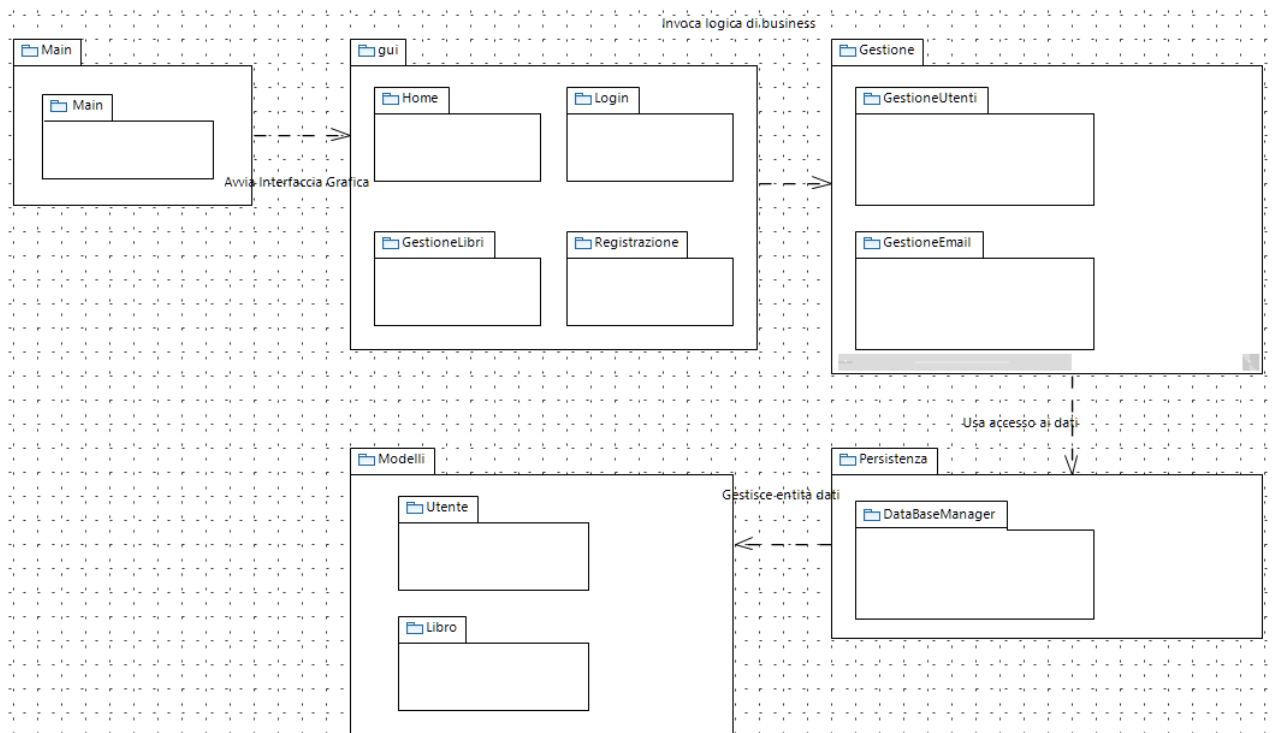 Invoca logica di business
Main
gui
Gestione
Main
Home
Login
GestioneUtenti
Avvia Interfaccia Grafica
GestioneLibri
Registrazione
GestioneEmail
Usa accesso ai dati
Modelli
Persistenza
Gestisce entità dati
Utente
DataBaseManager
Libro